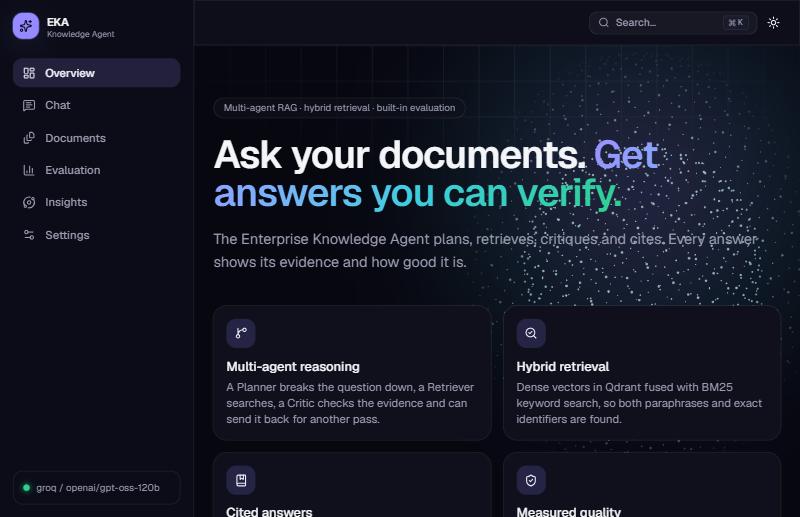 EKA
Knowledge Agent
Overview
Chat
Documents
Evaluation
Insights
Settings
groq / openai/gpt-oss-120b
Search...
⌘K
Multi-agent RAG · hybrid retrieval · built-in evaluation
Ask your documents. Get
answers you can verify.
The Enterprise Knowledge Agent plans, retrieves, critiques and cites. Every answer
shows its evidence and how good it is.
Multi-agent reasoning
A Planner breaks the question down, a Retriever
searches, a Critic checks the evidence and can
send it back for another pass.
Hybrid retrieval
Dense vectors in Qdrant fused with BM25
keyword search, so both paraphrases and exact
identifiers are found.
Cited answers
Measured quality